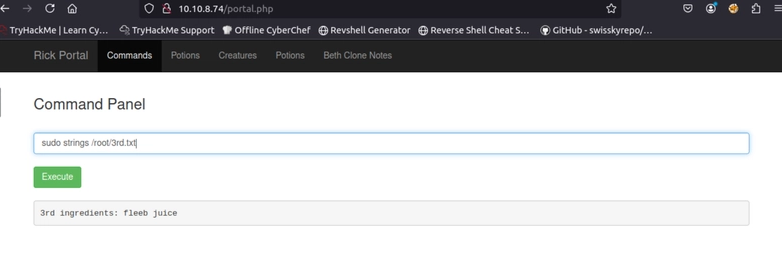 10.10.8.74/portal.php
TryHackMe | Learn Cy... TryHackMe Support Offline CyberChef Revshell Generator Reverse Shell Cheat S... GitHub - swisskyrepo/...
Rick Portal Commands Potions Creatures Potions Beth Clone Notes
Command Panel
sudo strings /root/3rd.txt
Execute
3rd ingredients: fleeb juice